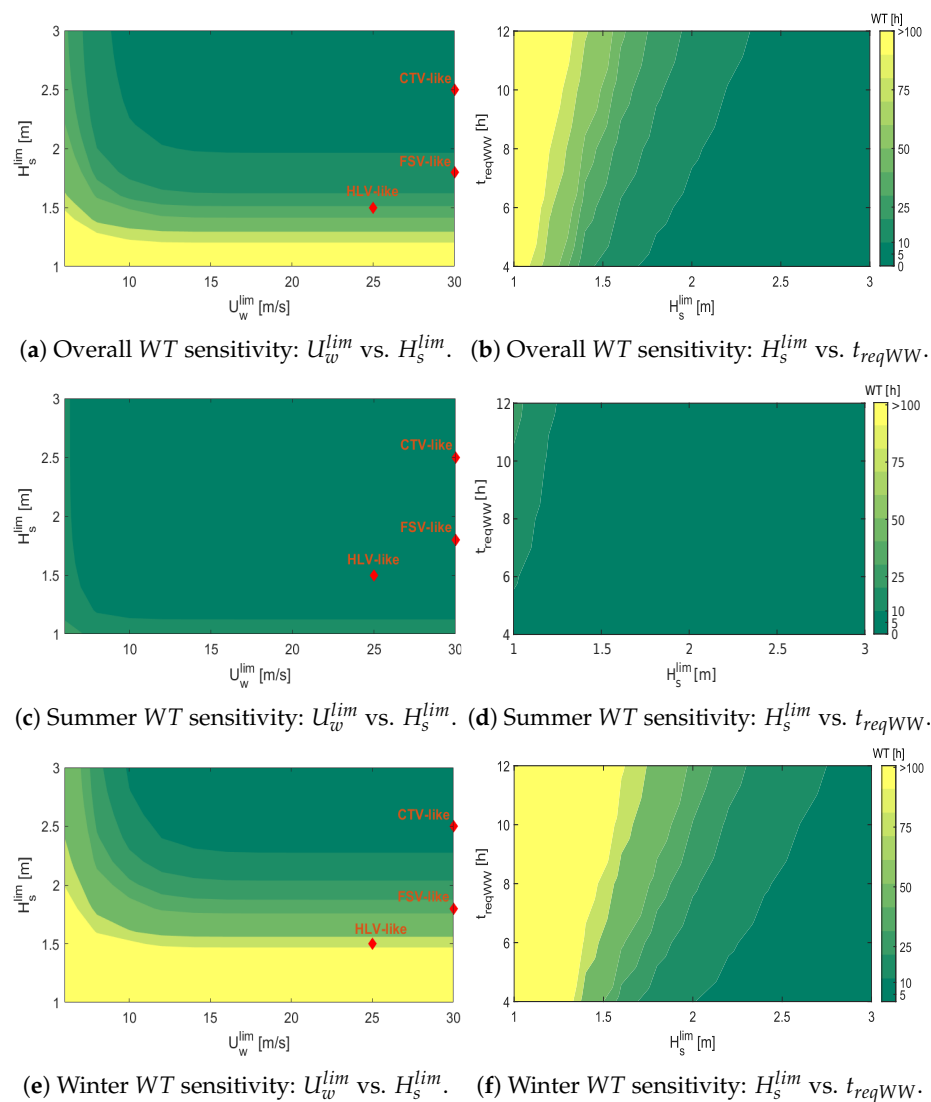 WT [h]
3
2.5
2
1.5
1
H_s^lim [m]
10 15 20 25 30
U_w^lim [m/s]
CTV-like
FSV-like
HLV-like
12
10
8
6
4
t_reqWW [h]
1 1.5 2 2.5 3
H_s^lim [m]
>100
75
50
25
10
5
0
(a) Overall WT sensitivity: U_w^lim vs. H_s^lim. (b) Overall WT sensitivity: H_s^lim vs. t_reqWW.
WT [h]
3
2.5
2
1.5
1
H_s^lim [m]
10 15 20 25 30
U_w^lim [m/s]
CTV-like
FSV-like
HLV-like
12
10
8
6
4
t_reqWW [h]
1 1.5 2 2.5 3
H_s^lim [m]
>100
75
50
25
10
5
0
(c) Summer WT sensitivity: U_w^lim vs. H_s^lim. (d) Summer WT sensitivity: H_s^lim vs. t_reqWW.
WT [h]
3
2.5
2
1.5
1
H_s^lim [m]
10 15 20 25 30
U_w^lim [m/s]
CTV-like
FSV-like
HLV-like
12
10
8
6
4
t_reqWW [h]
1 1.5 2 2.5 3
H_s^lim [m]
>100
75
50
25
10
5
(e) Winter WT sensitivity: U_w^lim vs. H_s^lim. (f) Winter WT sensitivity: H_s^lim vs. t_reqWW.